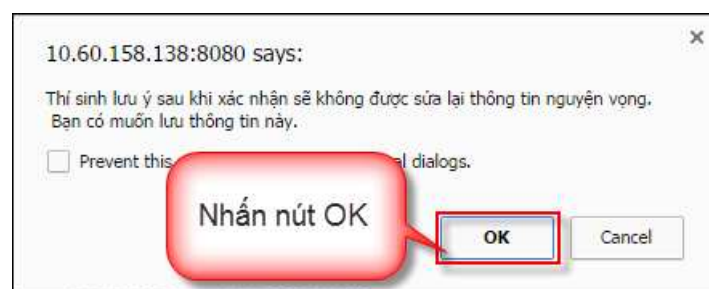 10.60.158.138:8080 says:
Thí sinh lưu ý sau khi xác nhận sẽ không được sửa lại thông tin nguyện vọng.
Bạn có muốn lưu thông tin này.
Prevent this al dialogs.
Nhấn nút OK
OK Cancel